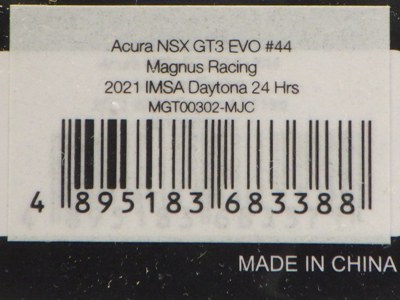 Acura NSX GT3 EVO #44
Magnus Racing
2021 IMSA Daytona 24 Hrs
MGT00302-MJC
4 895183 683388
MADE IN CHINA